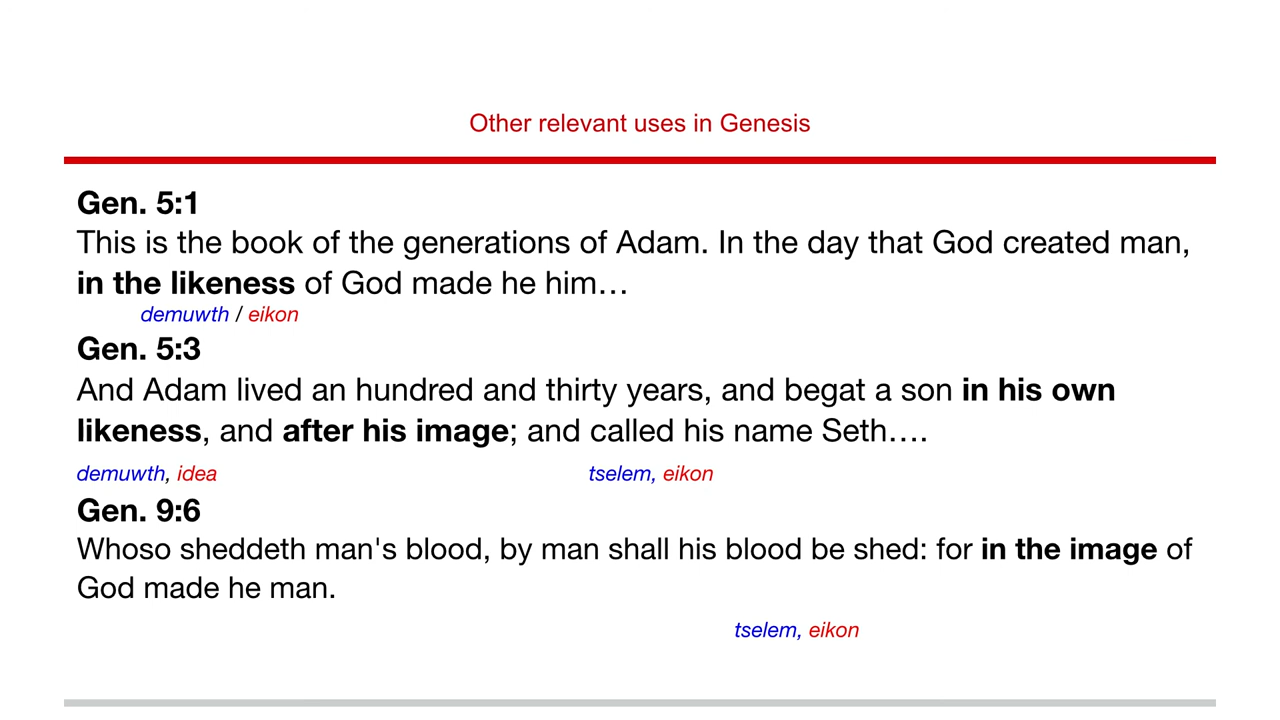 Other relevant uses in Genesis
Gen. 5:1
This is the book of the generations of Adam. In the day that God created man,
in the likeness of God made he him…
demuwth / eikon
Gen. 5:3
And Adam lived an hundred and thirty years, and begat a son in his own
likeness, and after his image; and called his name Seth….
demuwth, idea tselem, eikon
Gen. 9:6
Whoso sheddeth man's blood, by man shall his blood be shed: for in the image of
God made he man.
tselem, eikon